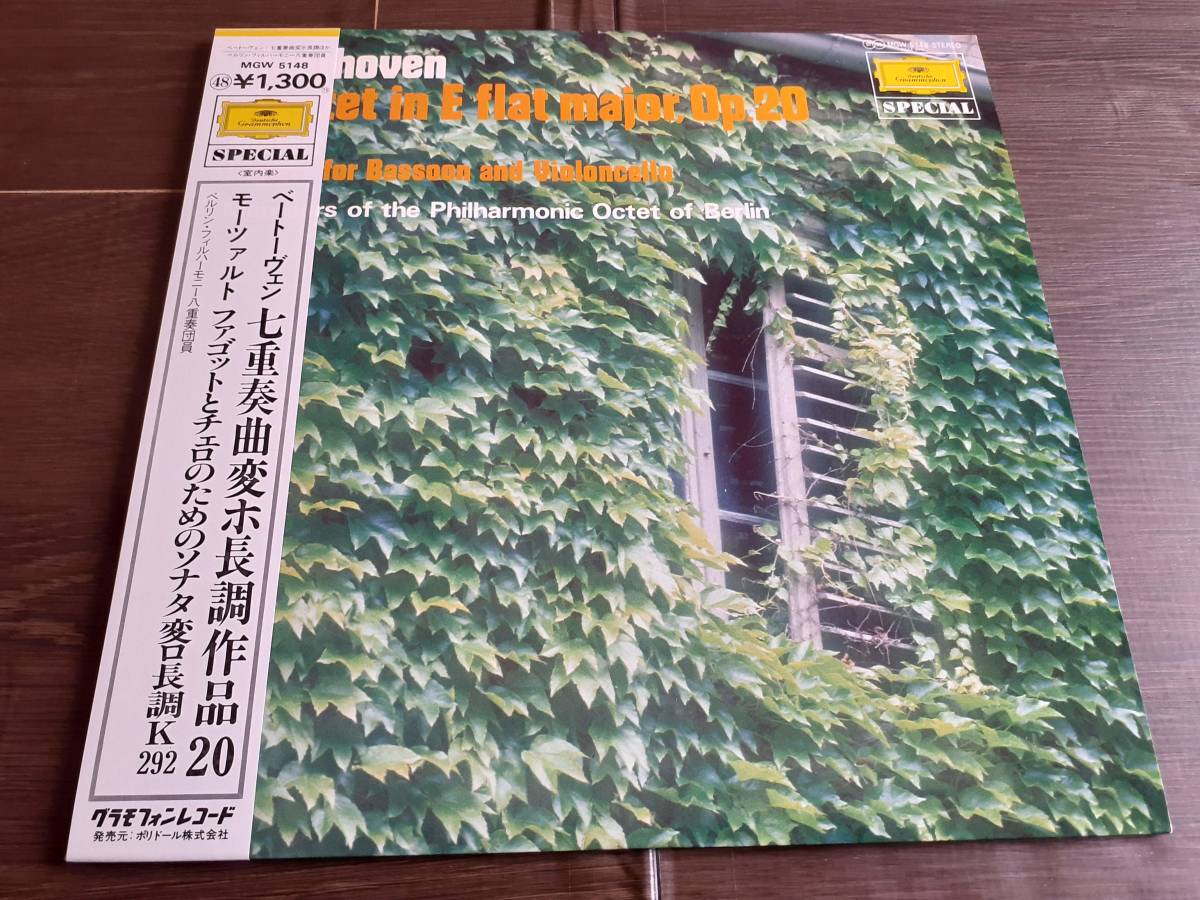 ベートーヴェン:七重奏曲変ホ長調ほか
ベルリン・フィルハーモニー八重奏団員
MGW 5148
48 ¥1,300
Deutsche
Grammophon
SPECIAL
〈室内楽〉
ベートーヴェン 七重奏曲変ホ長調作品20
モーツァルト ファゴットとチェロのためのソナタ変ロ長調K292
ベルリン・フィルハーモニー八重奏団員
グラモフォンレコード
発売元:ポリドール株式会社
hoven
tet in E flat major, Op.20
for Bassoon and Violoncello
rs of the Philharmonic Octet of Berlin
MGW 5148 STEREO
Deutsche
Grammophon
SPECIAL